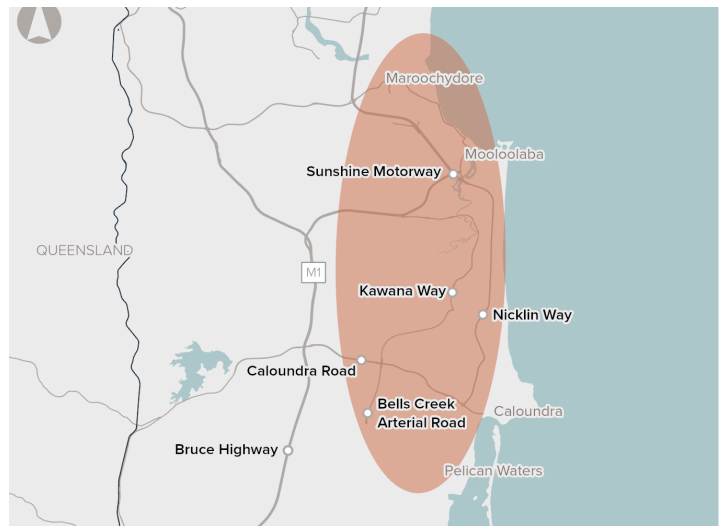 Maroochydore
Mooloolaba
Sunshine Motorway
QUEENSLAND
M1
Kawana Way
Nicklin Way
Caloundra Road
Bells Creek
Arterial Road
Caloundra
Bruce Highway
Pelican Waters